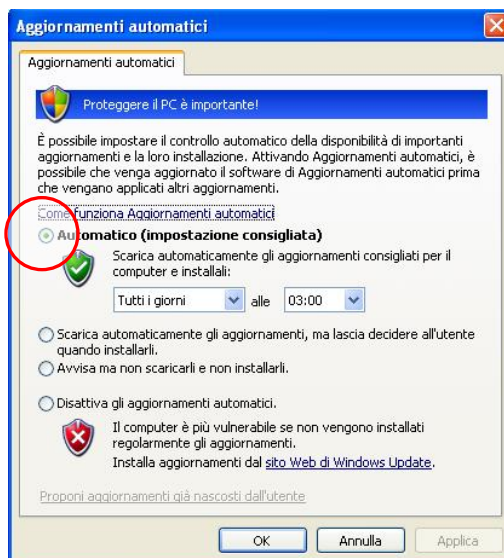 Aggiornamenti automatici
Aggiornamenti automatici
Proteggere il PC è importante!
È possibile impostare il controllo automatico della disponibilità di importanti
aggiornamenti e la loro installazione. Attivando Aggiornamenti automatici, è
possibile che venga aggiornato il software di Aggiornamenti automatici prima
che vengano applicati altri aggiornamenti.
Come funziona Aggiornamenti automatici
Automatico (impostazione consigliata)
Scarica automaticamente gli aggiornamenti consigliati per il
computer e installali:
Tutti i giorni alle 03:00
Scarica automaticamente gli aggiornamenti, ma lascia decidere all'utente
quando installarli.
Avvisa ma non scaricarli e non installarli.
Disattiva gli aggiornamenti automatici.
Il computer è più vulnerabile se non vengono installati
regolarmente gli aggiornamenti.
Installa aggiornamenti dal sito Web di Windows Update.
Proponi aggiornamenti già nascosti dall'utente
OK Annulla Applica